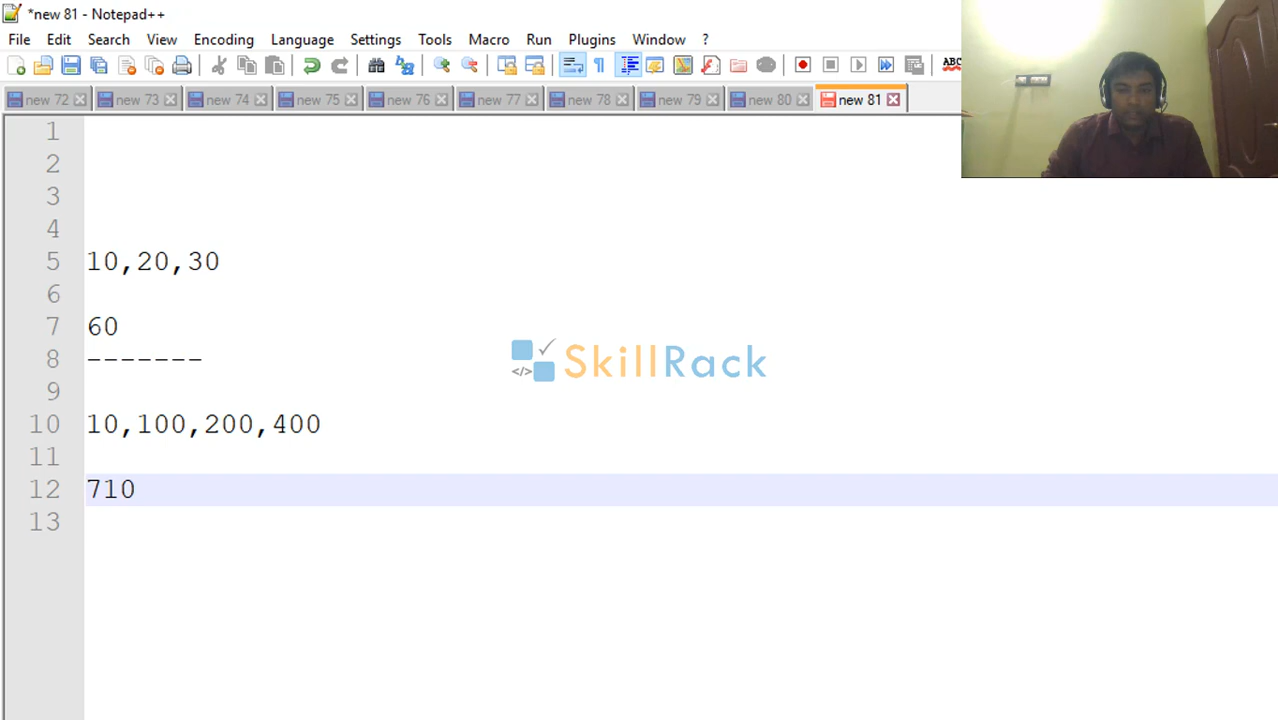 *new 81 - Notepad++
File Edit Search View Encoding Language Settings Tools Macro Run Plugins Window ?
ABC
new 72 new 73 new 74 new 75 new 76 new 77 new 78 new 79 new 80 new 81
1
2
3
4
5 10,20,30
6
7 60
8 -------
</> SkillRack
9
10 10,100,200,400
11
12 710
13